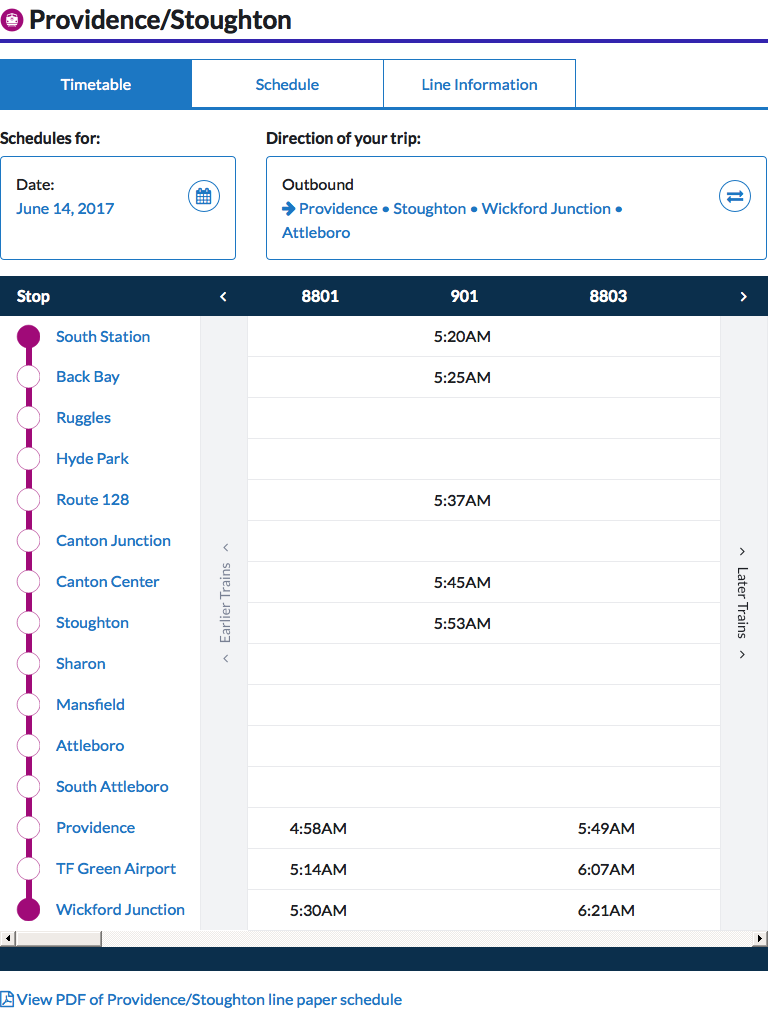 Providence/Stoughton
Timetable Schedule Line Information
Schedules for: Direction of your trip:
Date:
June 14, 2017
Outbound
Providence • Stoughton • Wickford Junction •
Attleboro
Stop 8801 901 8803
South Station 5:20AM
Back Bay 5:25AM
Ruggles
Hyde Park
Route 128 5:37AM
Canton Junction
Canton Center 5:45AM
Stoughton 5:53AM
Sharon
Mansfield
Attleboro
South Attleboro
Providence 4:58AM 5:49AM
TF Green Airport 5:14AM 6:07AM
Wickford Junction 5:30AM 6:21AM
Earlier Trains
Later Trains
View PDF of Providence/Stoughton line paper schedule